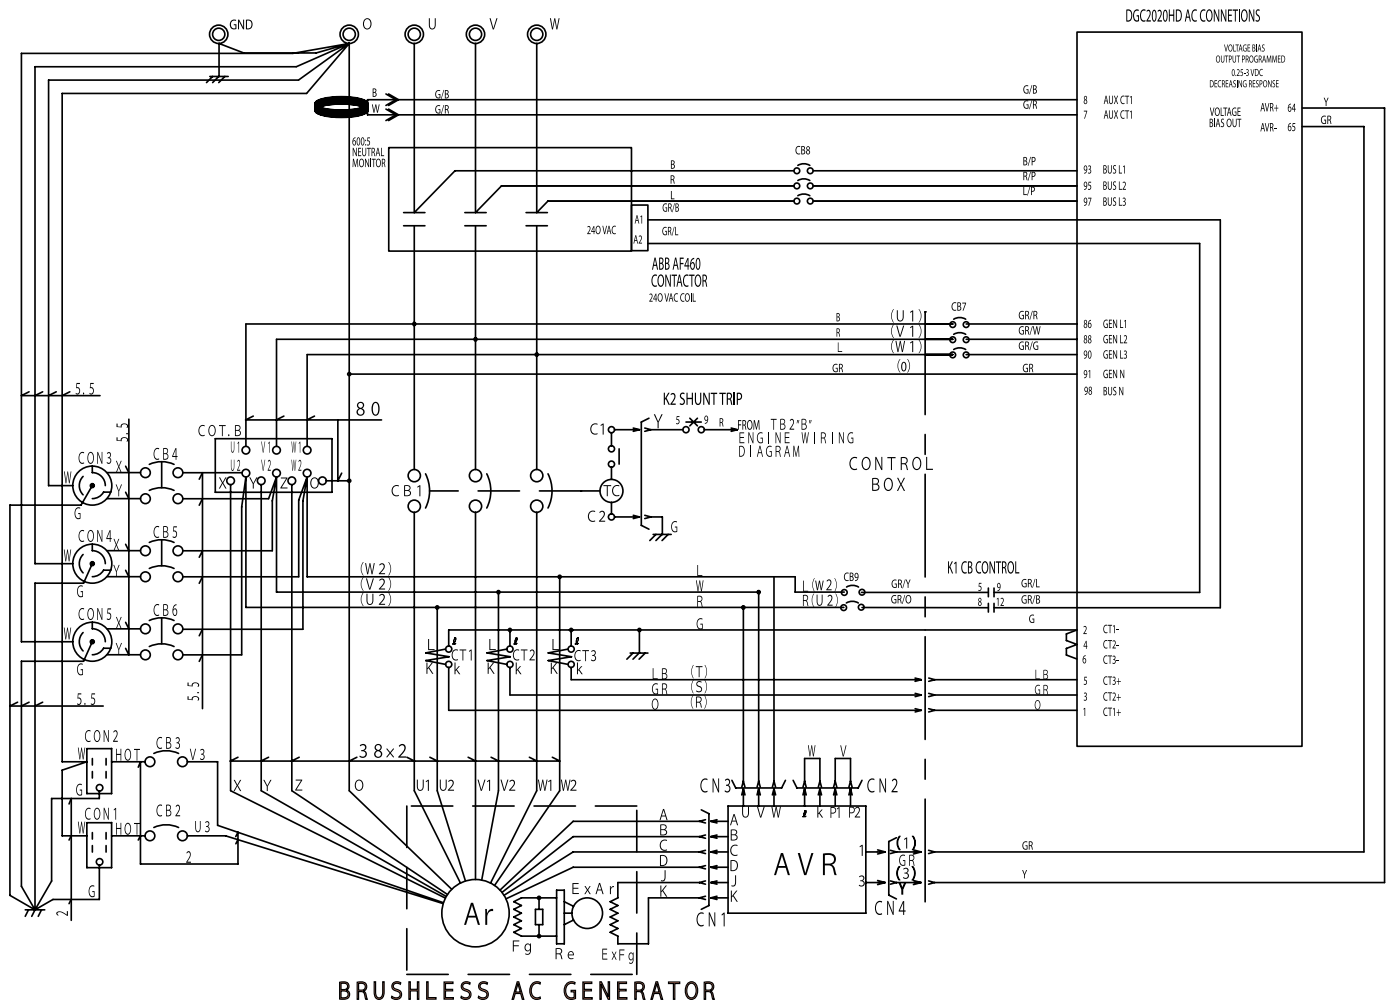 DGC2020HD AC CONNETIONS
GND
O
U
V
W
VOLTAGE BIAS
OUTPUT PROGRAMMED
0.25-3 VDC
DECREASING RESPONSE
B G/B G/B 8 AUX CT1
W G/R G/R 7 AUX CT1
VOLTAGE
BIAS OUT
AVR+ 64 Y
AVR- 65 GR
600:5
NEUTRAL
MONITOR
CB8
B B/P 93 BUS L1
R R/P 95 BUS L2
L L/P 97 BUS L3
240 VAC
A1 GR/B
A2 GR/L
ABB AF460
CONTACTOR
240 VAC COIL
CB7
B (U1) GR/R 86 GEN L1
R (V1) GR/W 88 GEN L2
L (W1) GR/G 90 GEN L3
GR (0) GR 91 GEN N
98 BUS N
5.5
80
5.5
K2 SHUNT TRIP
C1 Y 5 9 R
FROM TB2"B"
ENGINE WIRING
DIAGRAM
COT.B
U1 V1 W1
U2 V2 W2
X Y Z O
CON3 W X Y G CB4
CB1
TC
C2
G
CONTROL
BOX
CON4 W X Y G CB5
CON5 W X Y G CB6
(W2) L L(W2)
(V2) W
(U2) R R(U2)
CB9
GR/Y
GR/O
K1 CB CONTROL
5 9 GR/L
8 12 GR/B
G G
2 CT1-
4 CT2-
6 CT3-
L K CT1 k
L K CT2 k
L K CT3 k
LB (T) LB 5 CT3+
GR (S) GR 3 CT2+
O (R) O 1 CT1+
5.5
5.5
CON2 W HOT G CB3 V3
CON1 W HOT G CB2 U3
2
2
38x2
X Y Z O U1 U2 V1 V2 W1 W2
W V
CN3 CN2
U V W ℓ k P1 P2
A A
B B
C C
D D
J J
K K
CN1
AVR
1 (1) GR GR
3 (3) Y Y
CN4
Ar
Fg
Re
ExAr
ExFg
BRUSHLESS AC GENERATOR